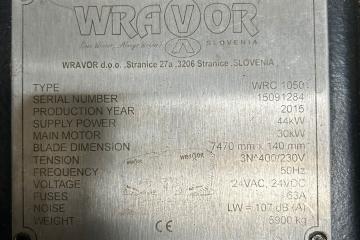 WRAVOR
SLOVENIA
WRAVOR d.o.o. ,Stranice 27a ,3206 Stranice ,SLOVENIA
TYPE WRC 1050
SERIAL NUMBER 15091284
PRODUCTION YEAR 2015
SUPPLY POWER 44kW
MAIN MOTOR 30kW
BLADE DIMENSION 7470 mm x 140 mm
TENSION 3N~400/230V
FREQUENCY 50Hz
VOLTAGE 24VAC, 24VDC
FUSES 63A
NOISE LW = 107 dB (A)
WEIGHT 5900 kg
CE